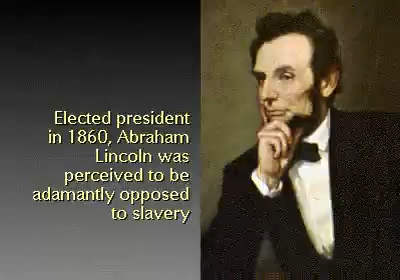 Elected president
in 1860, Abraham
Lincoln was
perceived to be
adamantly opposed
to slavery